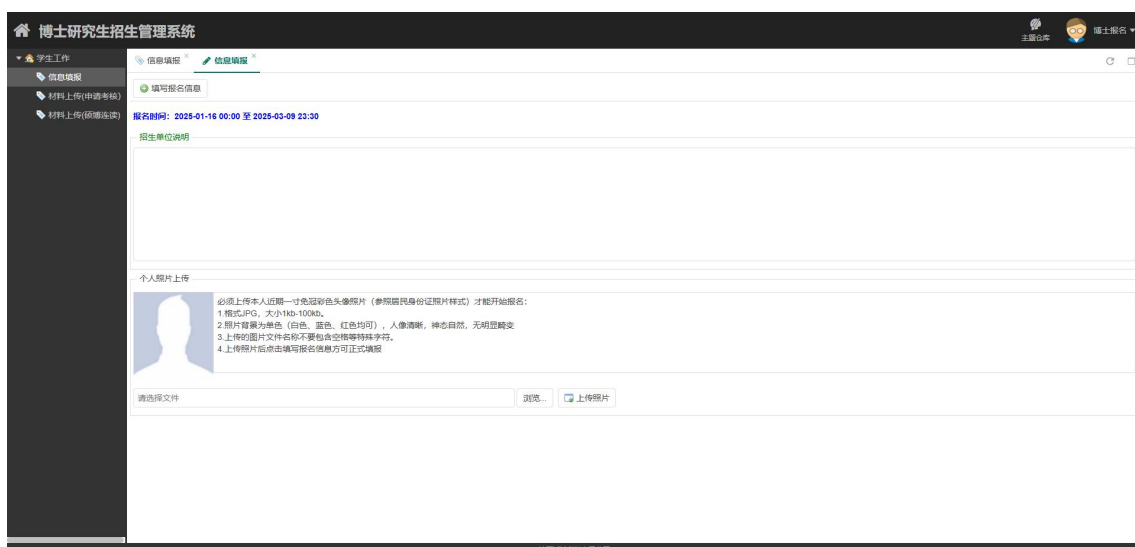 博士研究生招生管理系统
主题仓库
博士报名
学生工作
信息填报
材料上传(申请考核)
材料上传(硕博连读)
信息填报
信息填报
填写报名信息
报名时间：2025-01-16 00:00 至 2025-03-09 23:30
招生单位说明
个人照片上传
必须上传本人近期一寸免冠彩色头像照片（参照居民身份证照片样式）才能开始报名：
1.格式JPG，大小1kb-100kb。
2.照片背景为单色（白色、蓝色、红色均可），人像清晰，神态自然，无明显畸变
3.上传的图片文件名称不要包含空格等特殊字符。
4.上传照片后点击填写报名信息方可正式填报
请选择文件
浏览...
上传照片